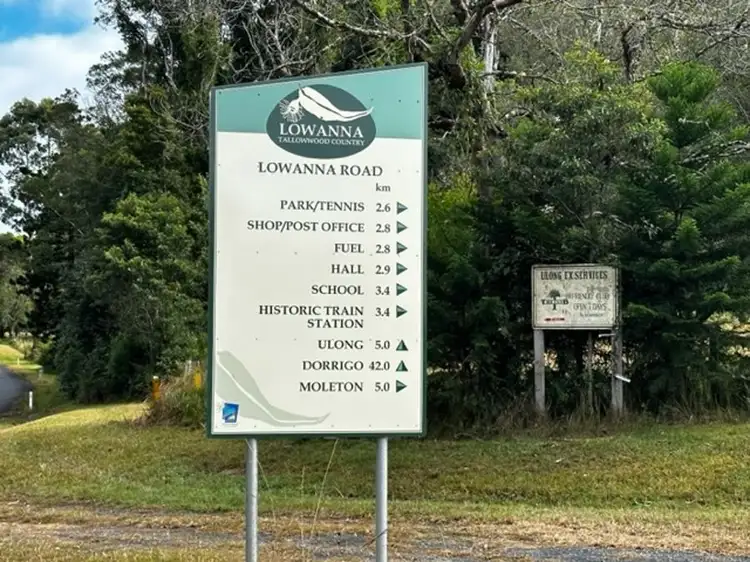 LOWANNA
TALLOWWOOD COUNTRY
LOWANNA ROAD
km
PARK/TENNIS 2.6
SHOP/POST OFFICE 2.8
FUEL 2.8
HALL 2.9
SCHOOL 3.4
HISTORIC TRAIN 3.4
STATION
ULONG 5.0
DORRIGO 42.0
MOLETON 5.0
ULONG EX SERVICES
OPEN 7 DAYS